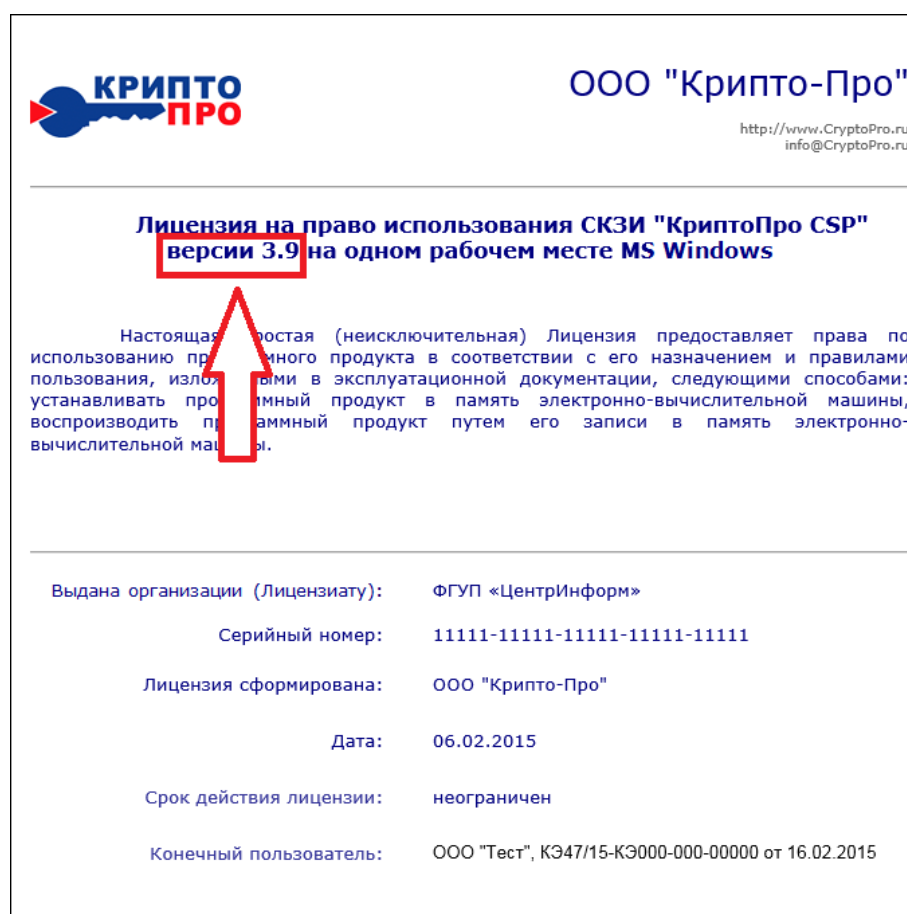 КРИПТО
ПРО
ООО "Крипто-Про"
http://www.CryptoPro.ru
info@CryptoPro.ru
Лицензия на право использования СКЗИ "КриптоПро CSP"
версии 3.9 на одном рабочем месте MS Windows
Настоящая (неисключительная) Лицензия предоставляет права по
использованию продукта в соответствии с его назначением и правилами
пользования, в эксплуатационной документации, следующими способами:
устанавливать продукт в память электронно-вычислительной машины,
воспроизводить продукт путем его записи в память электронно-
вычислительной
Выдана организации (Лицензиату): ФГУП «ЦентрИнформ»
Серийный номер: 11111-11111-11111-11111-11111
Лицензия сформирована: ООО "Крипто-Про"
Дата: 06.02.2015
Срок действия лицензии: неограничен
Конечный пользователь: ООО "Тест", КЭ47/15-КЭ000-000-00000 от 16.02.2015